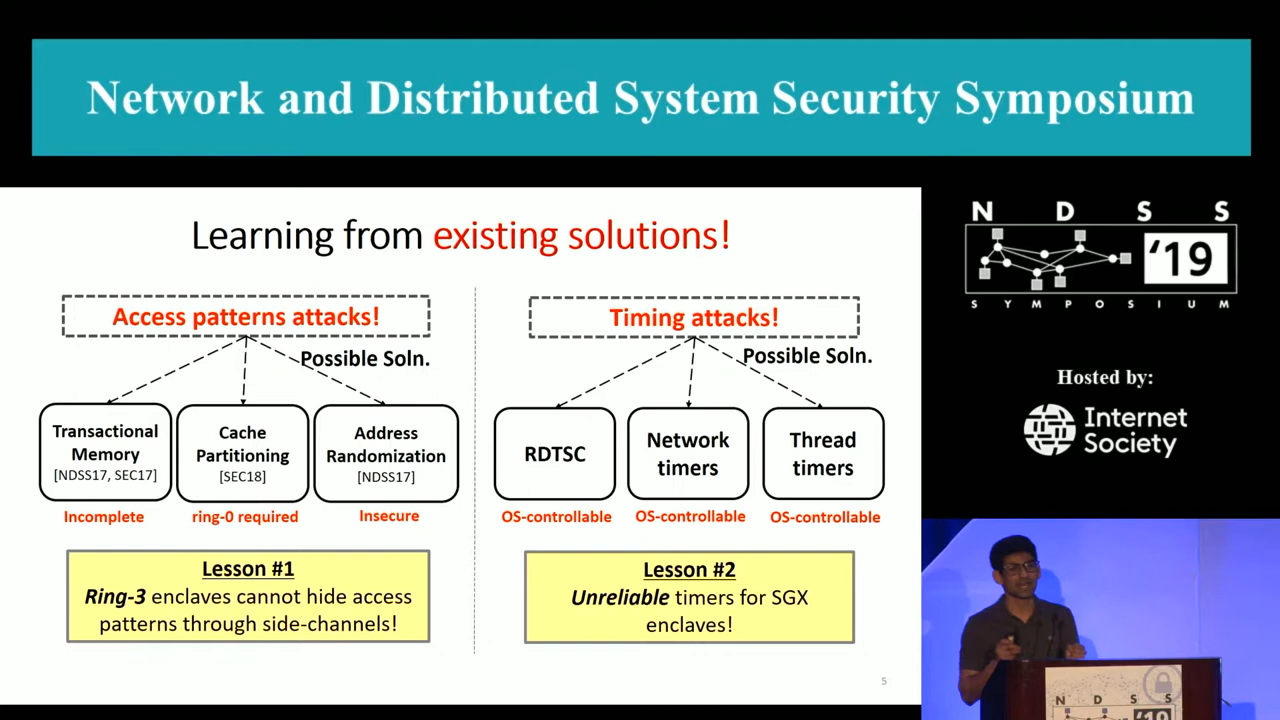 Network and Distributed System Security Symposium
Learning from existing solutions!
Access patterns attacks!
Possible Soln.
Transactional
Memory
[NDSS17, SEC17]
Incomplete
Cache
Partitioning
[SEC18]
ring-0 required
Address
Randomization
[NDSS17]
Insecure
Lesson #1
Ring-3 enclaves cannot hide access
patterns through side-channels!
Timing attacks!
Possible Soln.
RDTSC
OS-controllable
Network
timers
OS-controllable
Thread
timers
OS-controllable
Lesson #2
Unreliable timers for SGX
enclaves!
5
N D S S
'19
SYMPOSIUM
Hosted by:
Internet
Society
N D S S
'19